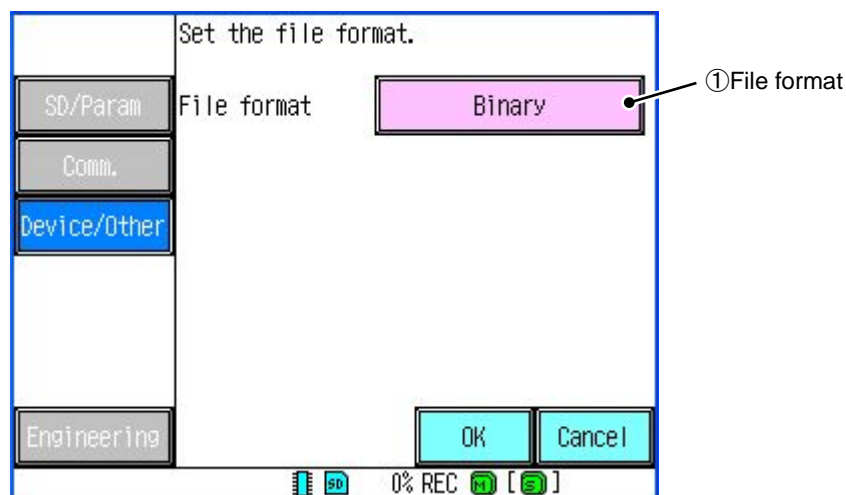 Set the file format.
SD/Param
File format
Binary
①File format
Comm.
Device/Other
Engineering
OK
Cancel
SD 0% REC M [S]